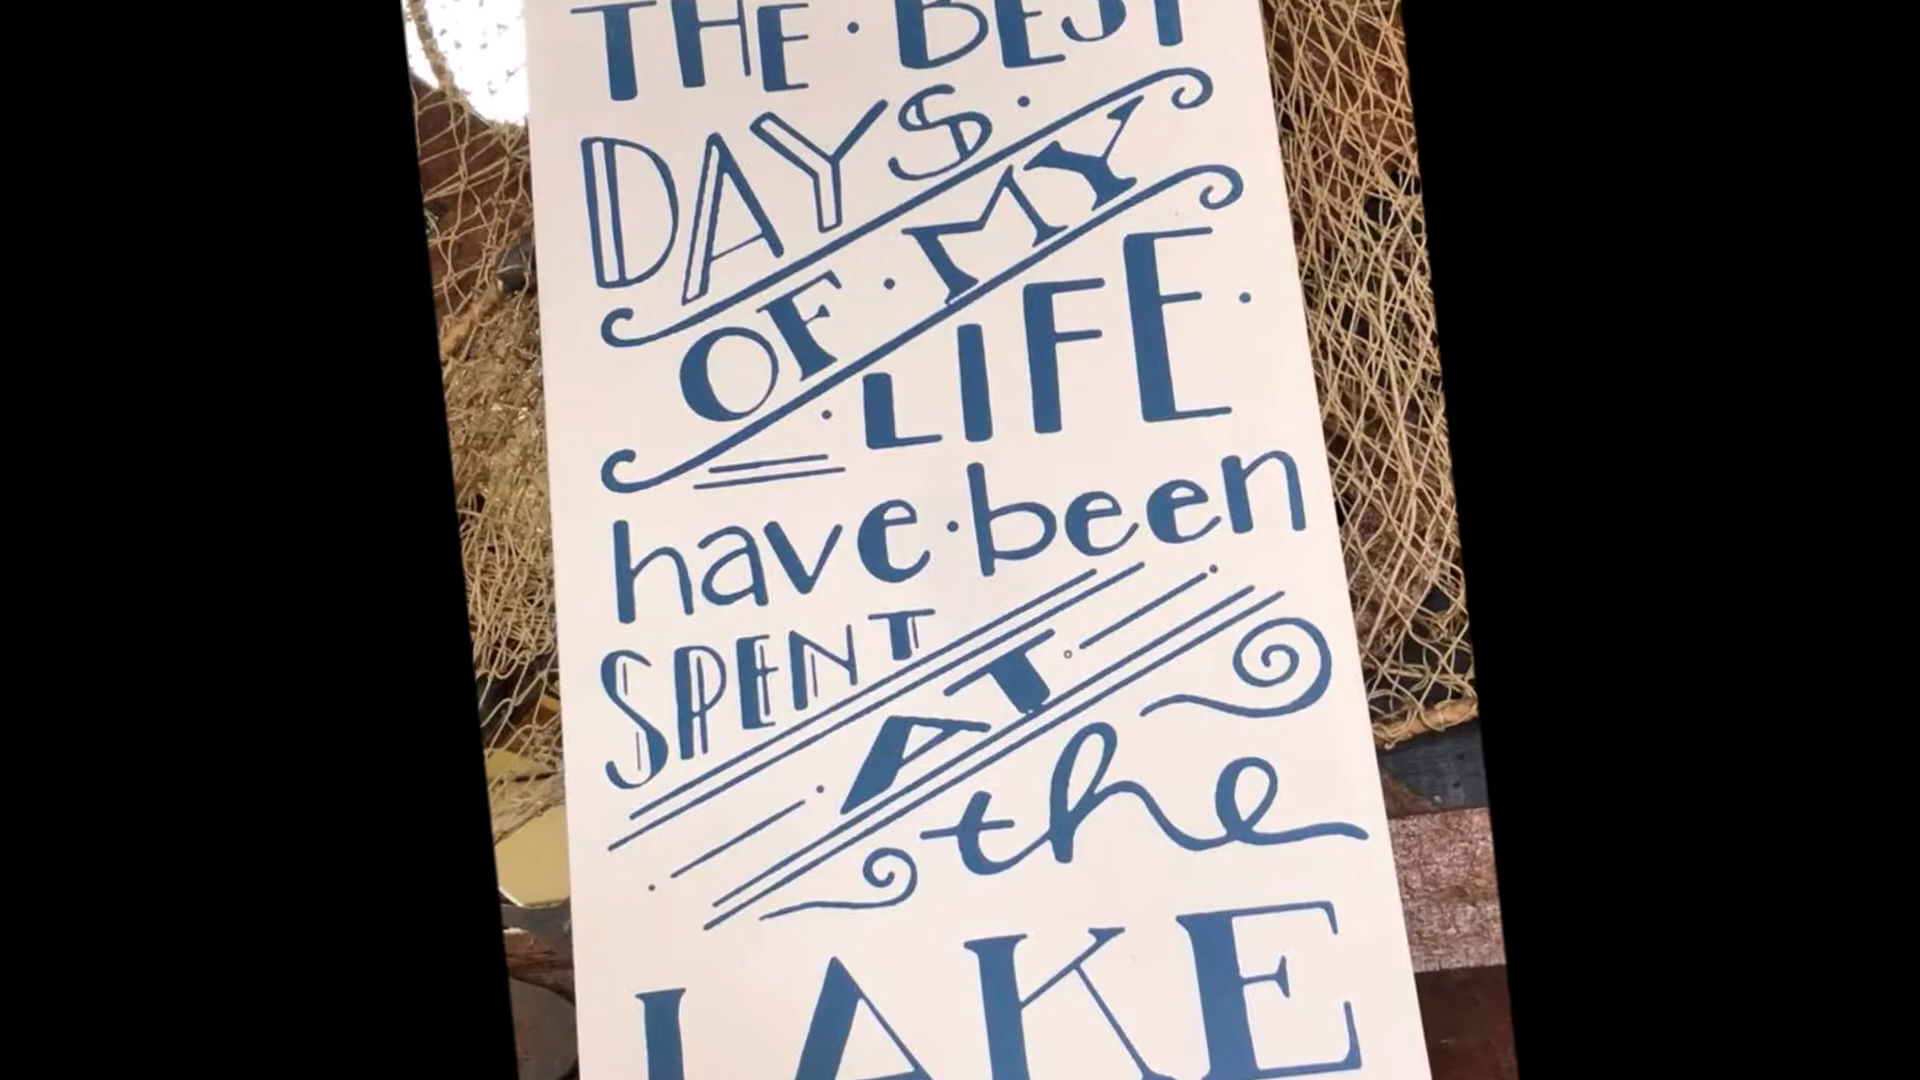 THE · BEST
DAYS ·
OF · MY
· LIFE ·
have · been
SPENT
AT
the
LAKE